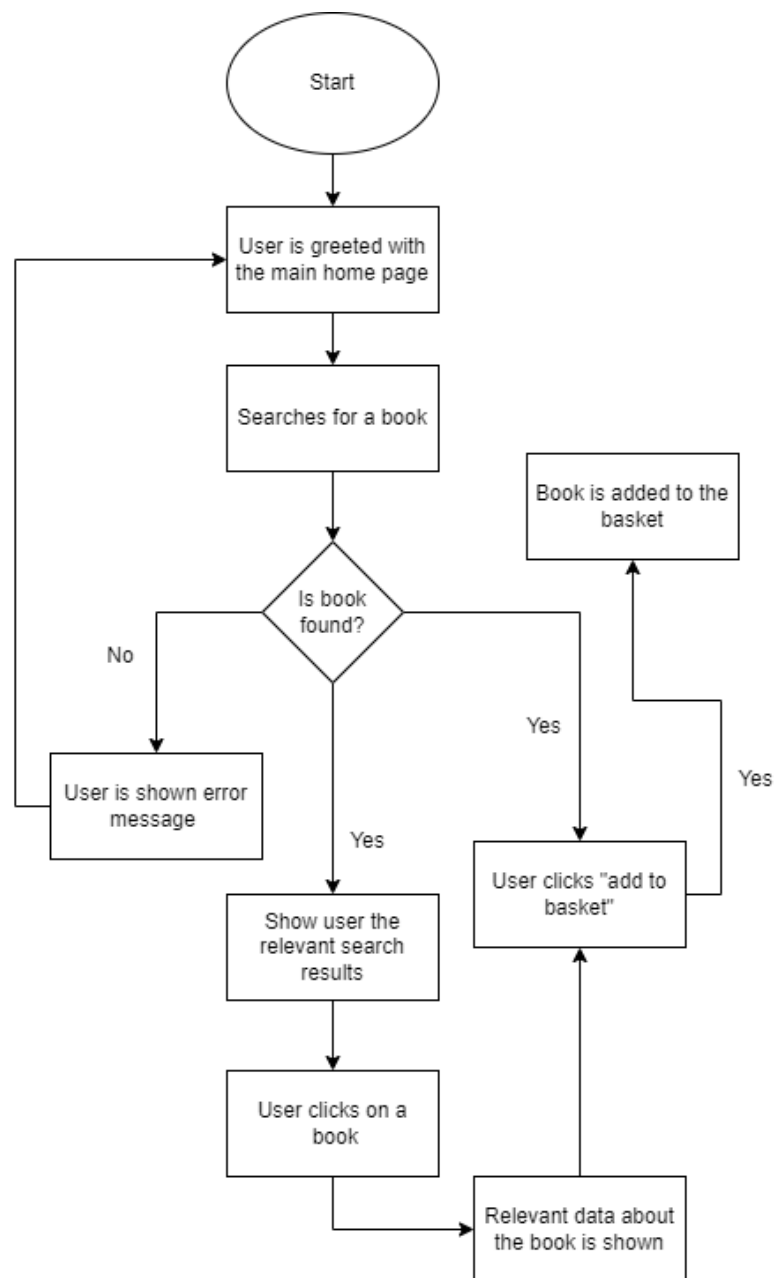 Start
User is greeted with
the main home page
Searches for a book
Book is added to the
basket
Is book
found?
No
Yes
Yes
User is shown error
message
Yes
User clicks "add to
basket"
Show user the
relevant search
results
User clicks on a
book
Relevant data about
the book is shown